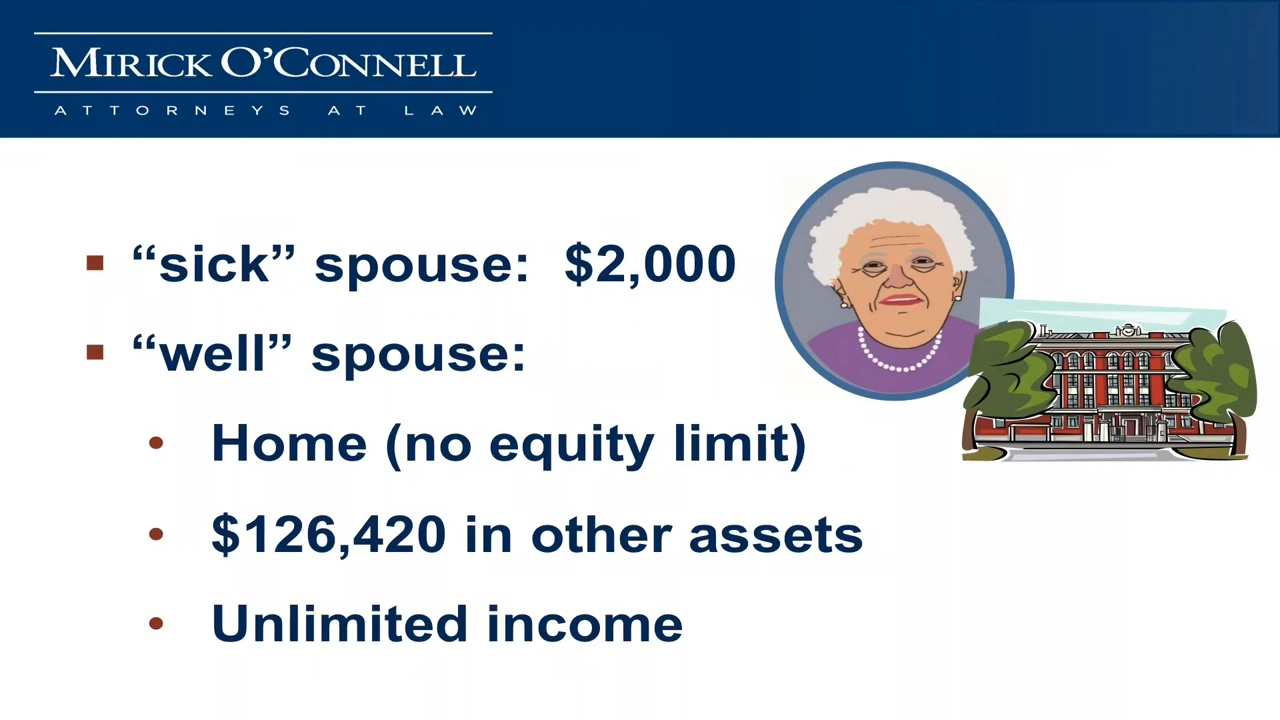 MIRICK O’CONNELL
ATTORNEYS AT LAW
▪ “sick” spouse: $2,000
▪ “well” spouse:
• Home (no equity limit)
• $126,420 in other assets
• Unlimited income